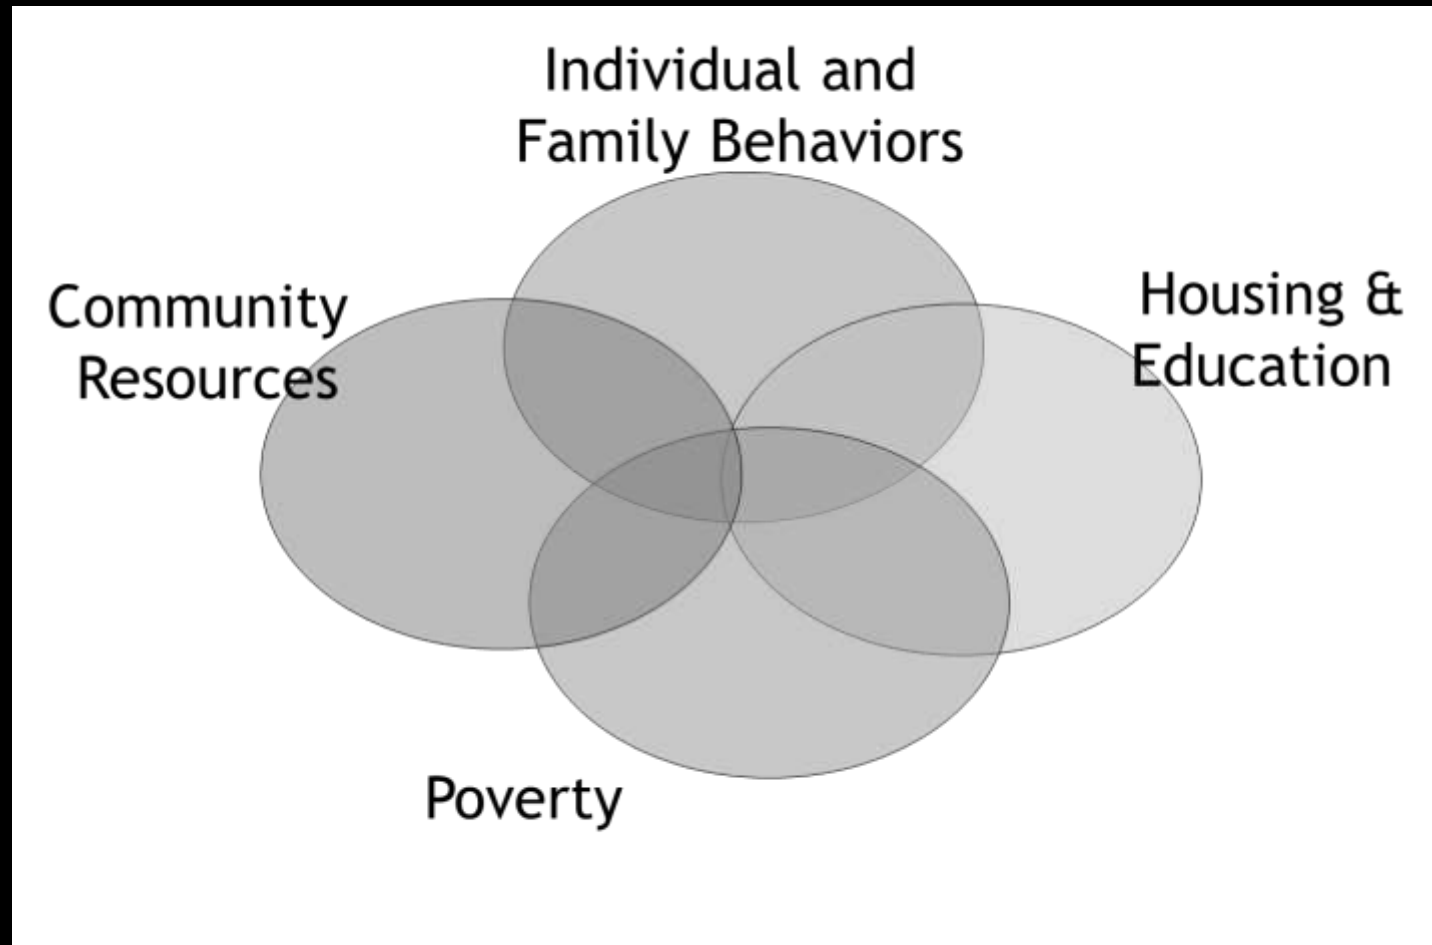 Individual and
Family Behaviors
Community
Resources
Housing &
Education
Poverty